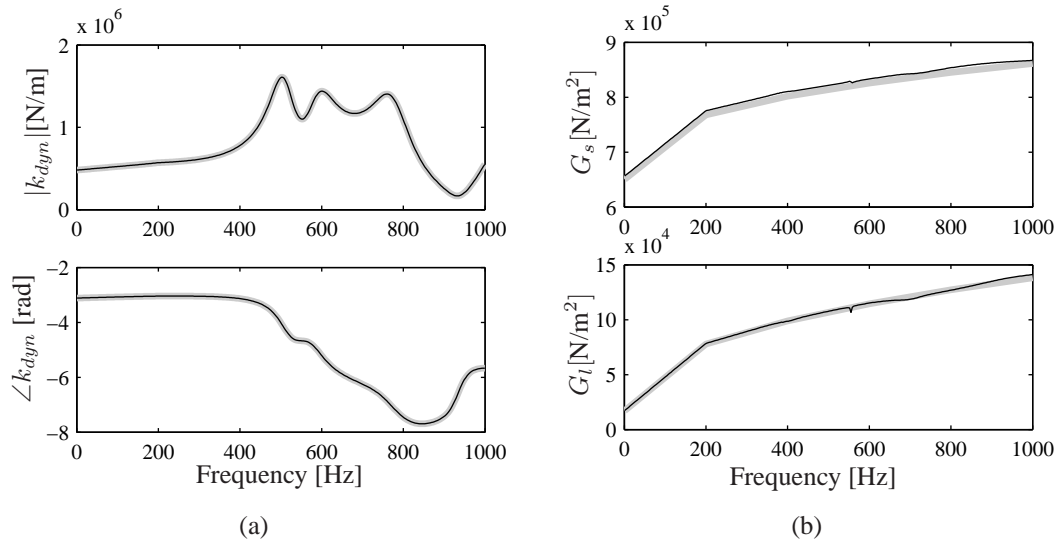 x 10^6
2
1
0
|k_dyn| [N/m]
0 200 400 600 800 1000
−2
−4
−6
−8
∠k_dyn [rad]
0 200 400 600 800 1000
Frequency [Hz]
(a)
x 10^5
9
8
7
6
G_s [N/m²]
0 200 400 600 800 1000
x 10^4
15
10
5
0
G_l [N/m²]
0 200 400 600 800 1000
Frequency [Hz]
(b)